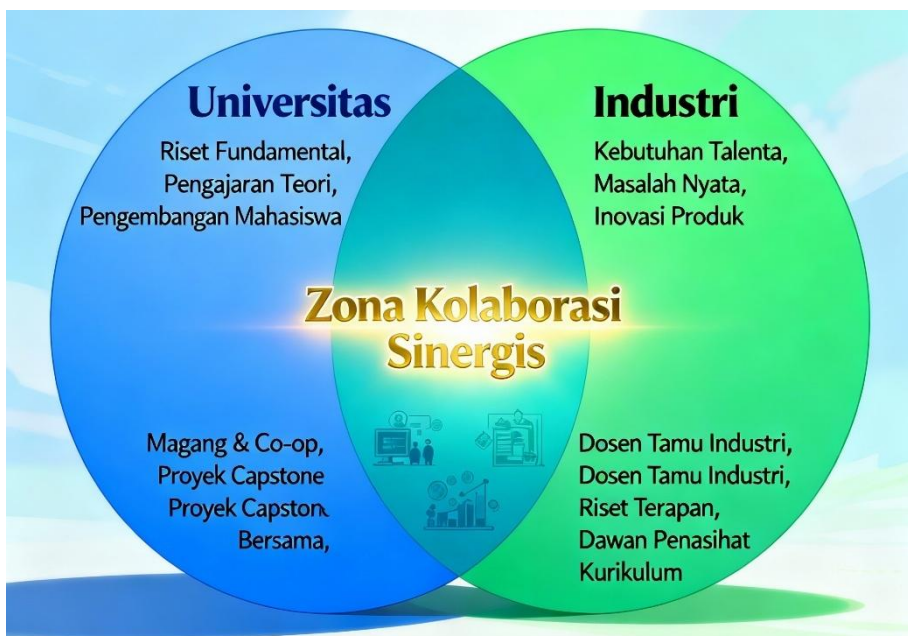 Universitas
Riset Fundamental,
Pengajaran Teori,
Pengembangan Mahasiswa
Industri
Kebutuhan Talenta,
Masalah Nyata,
Inovasi Produk
Zona Kolaborasi
Sinergis
Magang & Co-op,
Proyek Capstone
Proyek Capston
Bersama,
Dosen Tamu Industri,
Dosen Tamu Industri,
Riset Terapan,
Dawan Penasihat
Kurikulum